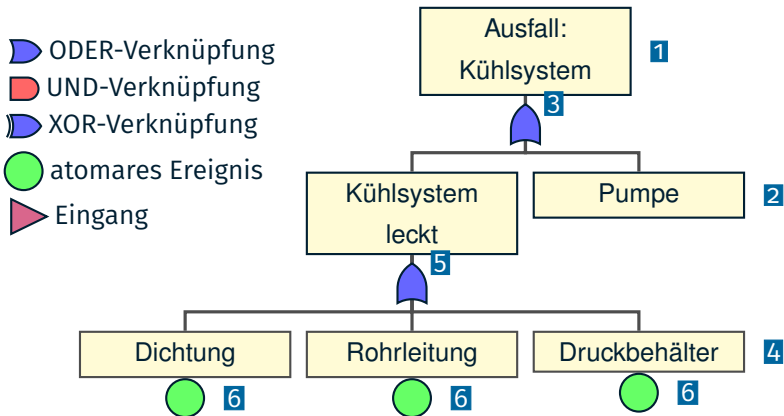 ODER-Verknüpfung
UND-Verknüpfung
XOR-Verknüpfung
atomares Ereignis
Eingang
Ausfall:
Kühlsystem
1
3
Kühlsystem
leckt
Pumpe
2
5
Dichtung
Rohrleitung
Druckbehälter
4
6
6
6